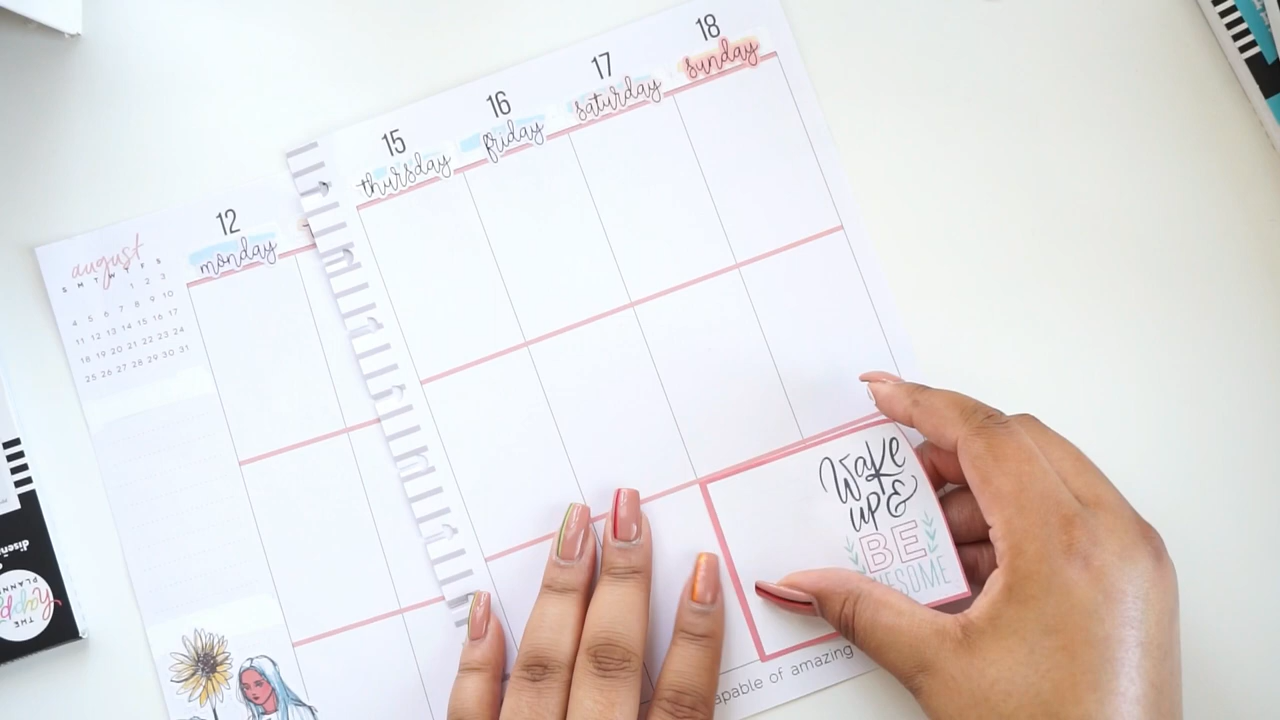 august
S M T W T F S
1 2 3
4 5 6 7 8 9 10
11 12 13 14 15 16 17
18 19 20 21 22 23 24
25 26 27 28 29 30 31
12
monday
15
thursday
16
friday
17
saturday
18
sunday
Wake
up &
BE
apable of amazing
THE